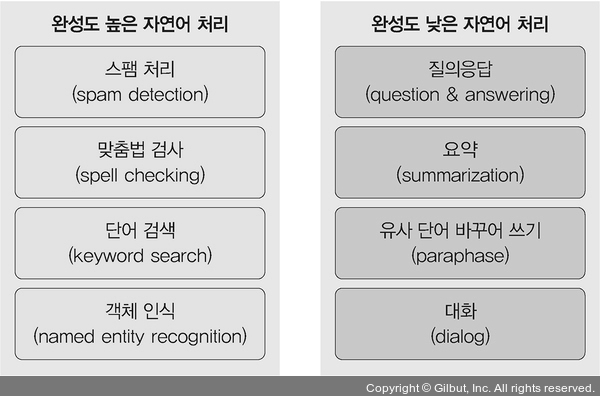 완성도 높은 자연어 처리
스팸 처리
(spam detection)
맞춤법 검사
(spell checking)
단어 검색
(keyword search)
객체 인식
(named entity recognition)
완성도 낮은 자연어 처리
질의응답
(question & answering)
요약
(summarization)
유사 단어 바꾸어 쓰기
(paraphase)
대화
(dialog)
Copyright © Gilbut, Inc. All rights reserved.